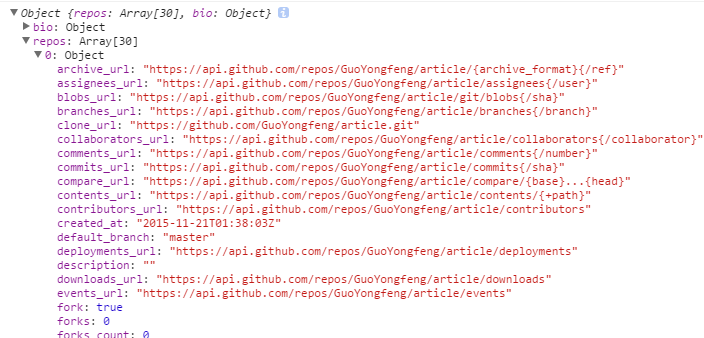 Object {repos: Array[30], bio: Object} i
bio: Object
repos: Array[30]
0: Object
archive_url: "https://api.github.com/repos/GuoYongfeng/article/{archive_format}{/ref}"
assignees_url: "https://api.github.com/repos/GuoYongfeng/article/assignees{/user}"
blobs_url: "https://api.github.com/repos/GuoYongfeng/article/git/blobs{/sha}"
branches_url: "https://api.github.com/repos/GuoYongfeng/article/branches{/branch}"
clone_url: "https://github.com/GuoYongfeng/article.git"
collaborators_url: "https://api.github.com/repos/GuoYongfeng/article/collaborators{/collaborator}"
comments_url: "https://api.github.com/repos/GuoYongfeng/article/comments{/number}"
commits_url: "https://api.github.com/repos/GuoYongfeng/article/commits{/sha}"
compare_url: "https://api.github.com/repos/GuoYongfeng/article/compare/{base}...{head}"
contents_url: "https://api.github.com/repos/GuoYongfeng/article/contents/{+path}"
contributors_url: "https://api.github.com/repos/GuoYongfeng/article/contributors"
created_at: "2015-11-21T01:38:03Z"
default_branch: "master"
deployments_url: "https://api.github.com/repos/GuoYongfeng/article/deployments"
description: ""
downloads_url: "https://api.github.com/repos/GuoYongfeng/article/downloads"
events_url: "https://api.github.com/repos/GuoYongfeng/article/events"
fork: true
forks: 0
forks_count: 0